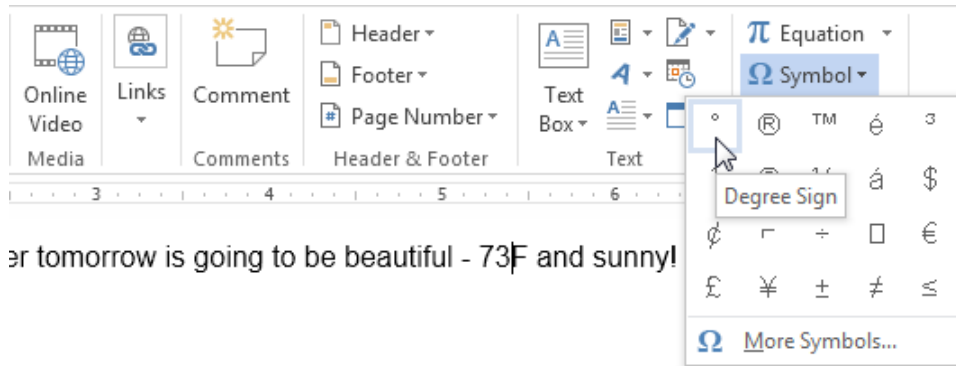 Header
π Equation
Links
Comment
Footer
Ω Symbol
Online Video
Page Number
Text Box
Media
Comments
Header & Footer
Text
3 4 5 6
° ® ™ é ³
á $
Degree Sign
¢ ÷ €
er tomorrow is going to be beautiful - 73F and sunny!
£ ¥ ± ≠ ≤
Ω More Symbols...